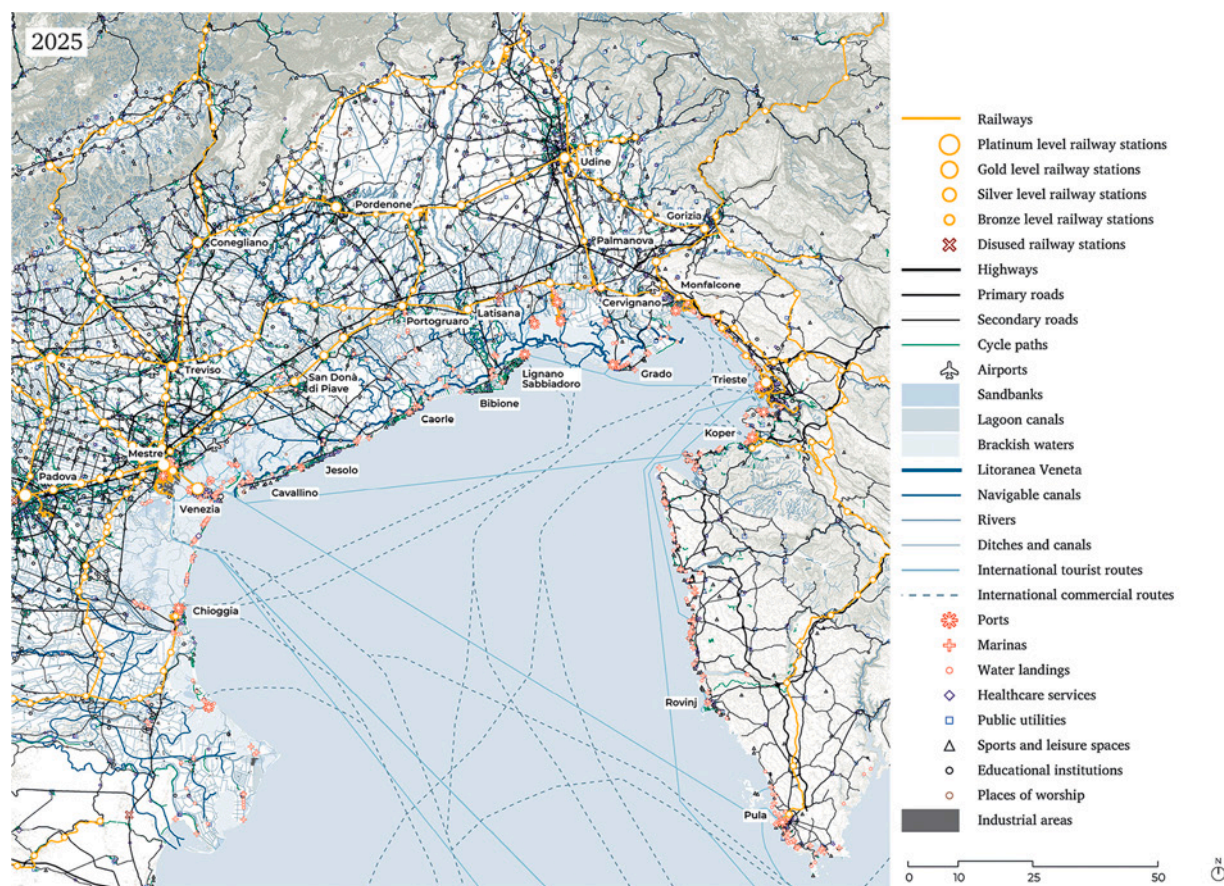 2025
Udine
Pordenone
Gorizia
Conegliano
Palmanova
Monfalcone
Cervignano
Latisana
Portogruaro
Treviso
San Donà
di Piave
Lignano
Sabbiadoro
Grado
Trieste
Bibione
Caorle
Koper
Mestre
Jesolo
Padova
Cavallino
Venezia
Chioggia
Rovinj
Pula
Railways
Platinum level railway stations
Gold level railway stations
Silver level railway stations
Bronze level railway stations
Disused railway stations
Highways
Primary roads
Secondary roads
Cycle paths
Airports
Sandbanks
Lagoon canals
Brackish waters
Litoranea Veneta
Navigable canals
Rivers
Ditches and canals
International tourist routes
International commercial routes
Ports
Marinas
Water landings
Healthcare services
Public utilities
Sports and leisure spaces
Educational institutions
Places of worship
Industrial areas
0 10 20 50
N